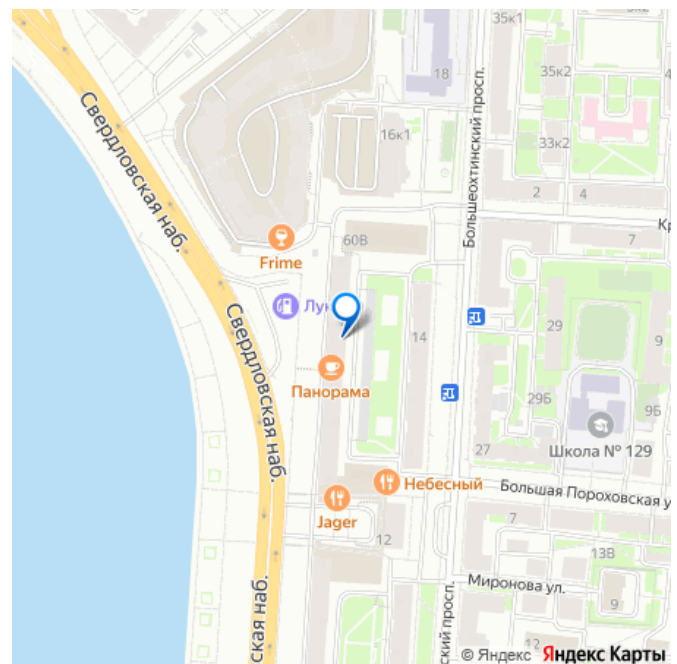 35к1
35к2
4
18
16к1
33к2
Большеохтинский просп.
Свердловская наб.
2
4
Кр
7
60В
Frime
Лук
Свердловская наб.
14
29
9
Панорама
29Б
9Б
27
Школа № 129
Небесный
Большая Пороховская у
Jager
7
12
13В
Миронова ул.
9
ская наб.
ский просп.
12
© Яндекс Яндекс Карты